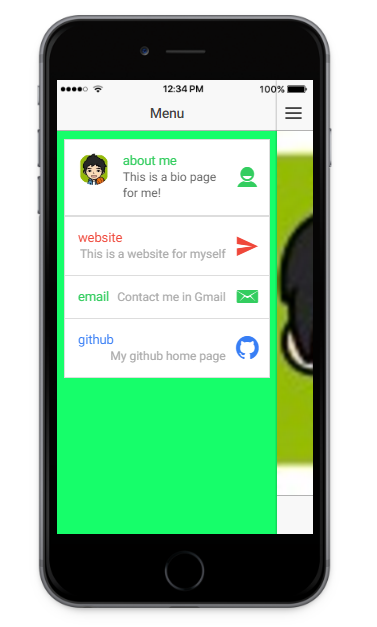 12:34 PM
100%
Menu
about me
This is a bio page
for me!
website
This is a website for myself
email Contact me in Gmail
github
My github home page